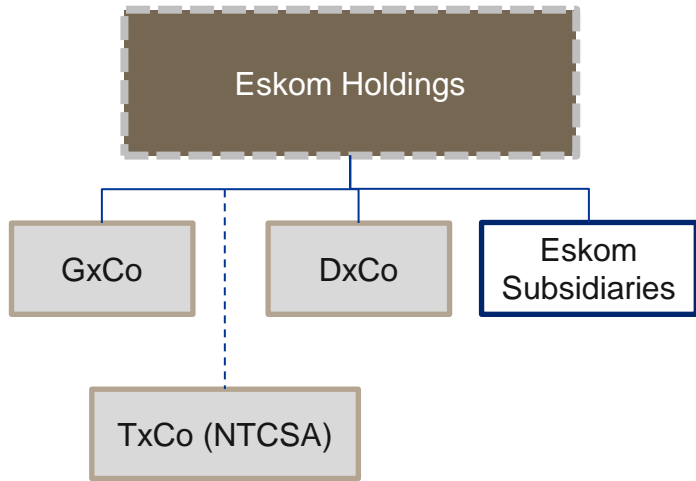 Eskom Holdings
GxCo
DxCo
Eskom
Subsidiaries
TxCo (NTCSA)